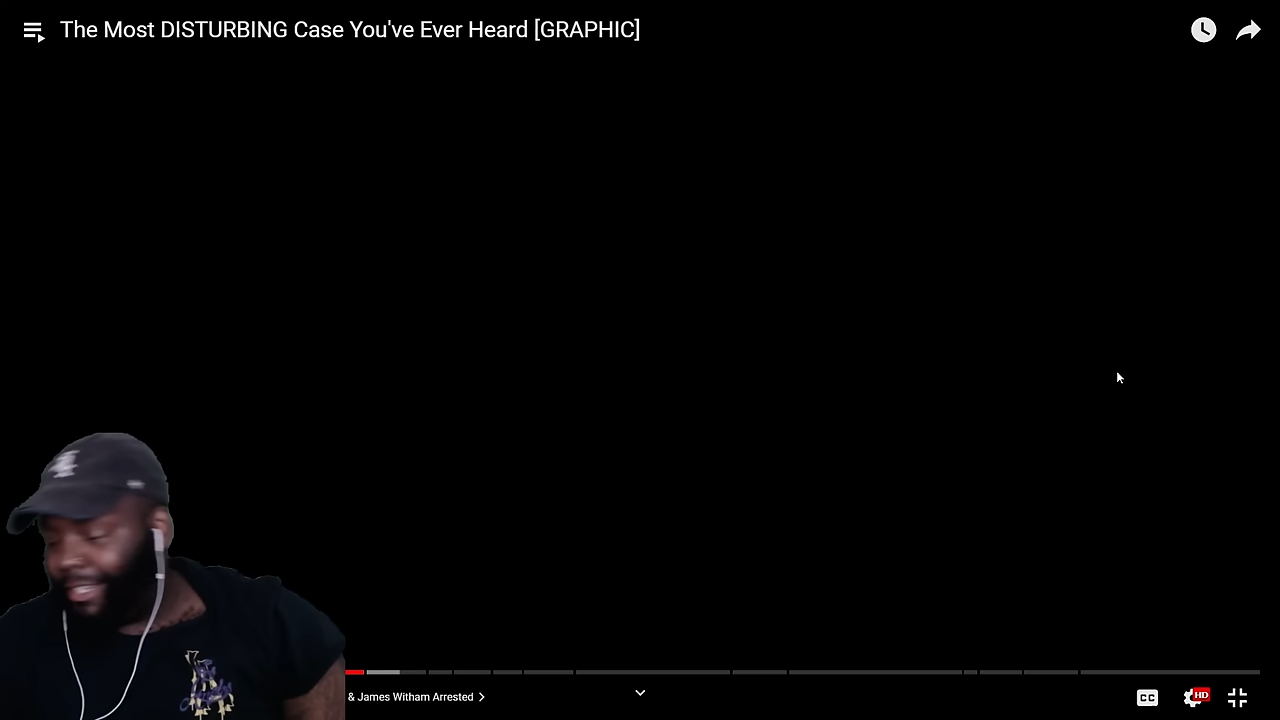 The Most DISTURBING Case You've Ever Heard [GRAPHIC]
& James Witham Arrested
CC
HD